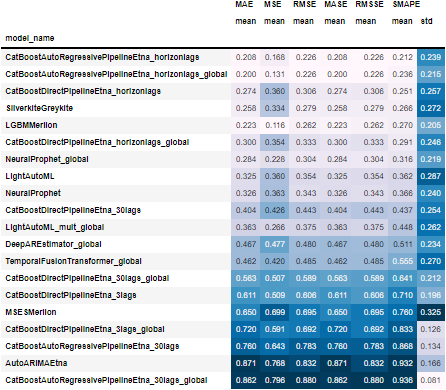 MAE MSE RMSE MASE RMSSE SMAPE
mean mean mean mean mean mean std
model_name
CatBoostAutoRegressivePipelineEtna_horizonlags 0.208 0.168 0.226 0.208 0.226 0.212 0.239
CatBoostAutoRegressivePipelineEtna_horizonlags_global 0.200 0.131 0.226 0.200 0.226 0.236 0.215
CatBoostDirectPipelineEtna_horizonlags 0.274 0.360 0.306 0.274 0.306 0.251 0.257
SilverkiteGreykite 0.258 0.334 0.279 0.258 0.279 0.266 0.272
LGBMMerlion 0.223 0.116 0.262 0.223 0.262 0.270 0.205
CatBoostDirectPipelineEtna_horizonlags_global 0.300 0.354 0.333 0.300 0.333 0.291 0.246
NeuralProphet_global 0.284 0.228 0.304 0.284 0.304 0.316 0.219
LightAutoML 0.325 0.360 0.354 0.325 0.354 0.362 0.287
NeuralProphet 0.326 0.363 0.343 0.326 0.343 0.366 0.240
CatBoostDirectPipelineEtna_30lags 0.404 0.426 0.443 0.404 0.443 0.437 0.254
LightAutoML_mult_global 0.363 0.266 0.375 0.363 0.375 0.448 0.262
DeepAREstimator_global 0.467 0.477 0.480 0.467 0.480 0.511 0.234
TemporalFusionTransformer_global 0.462 0.420 0.485 0.462 0.485 0.555 0.270
CatBoostDirectPipelineEtna_30lags_global 0.563 0.507 0.589 0.563 0.589 0.641 0.212
CatBoostDirectPipelineEtna_3lags 0.611 0.509 0.606 0.611 0.606 0.710 0.196
MSESMerlion 0.650 0.699 0.695 0.650 0.695 0.760 0.325
CatBoostDirectPipelineEtna_3lags_global 0.720 0.591 0.692 0.720 0.692 0.833 0.126
CatBoostAutoRegressivePipelineEtna_30lags 0.760 0.643 0.783 0.760 0.783 0.868 0.134
AutoARIMAEtna 0.871 0.768 0.832 0.871 0.832 0.932 0.166
CatBoostAutoRegressivePipelineEtna_30lags_global 0.862 0.796 0.880 0.862 0.880 0.936 0.081